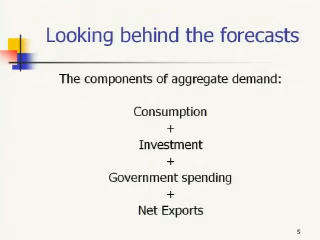 Looking behind the forecasts
The components of aggregate demand:
Consumption
+
Investment
+
Government spending
+
Net Exports
5